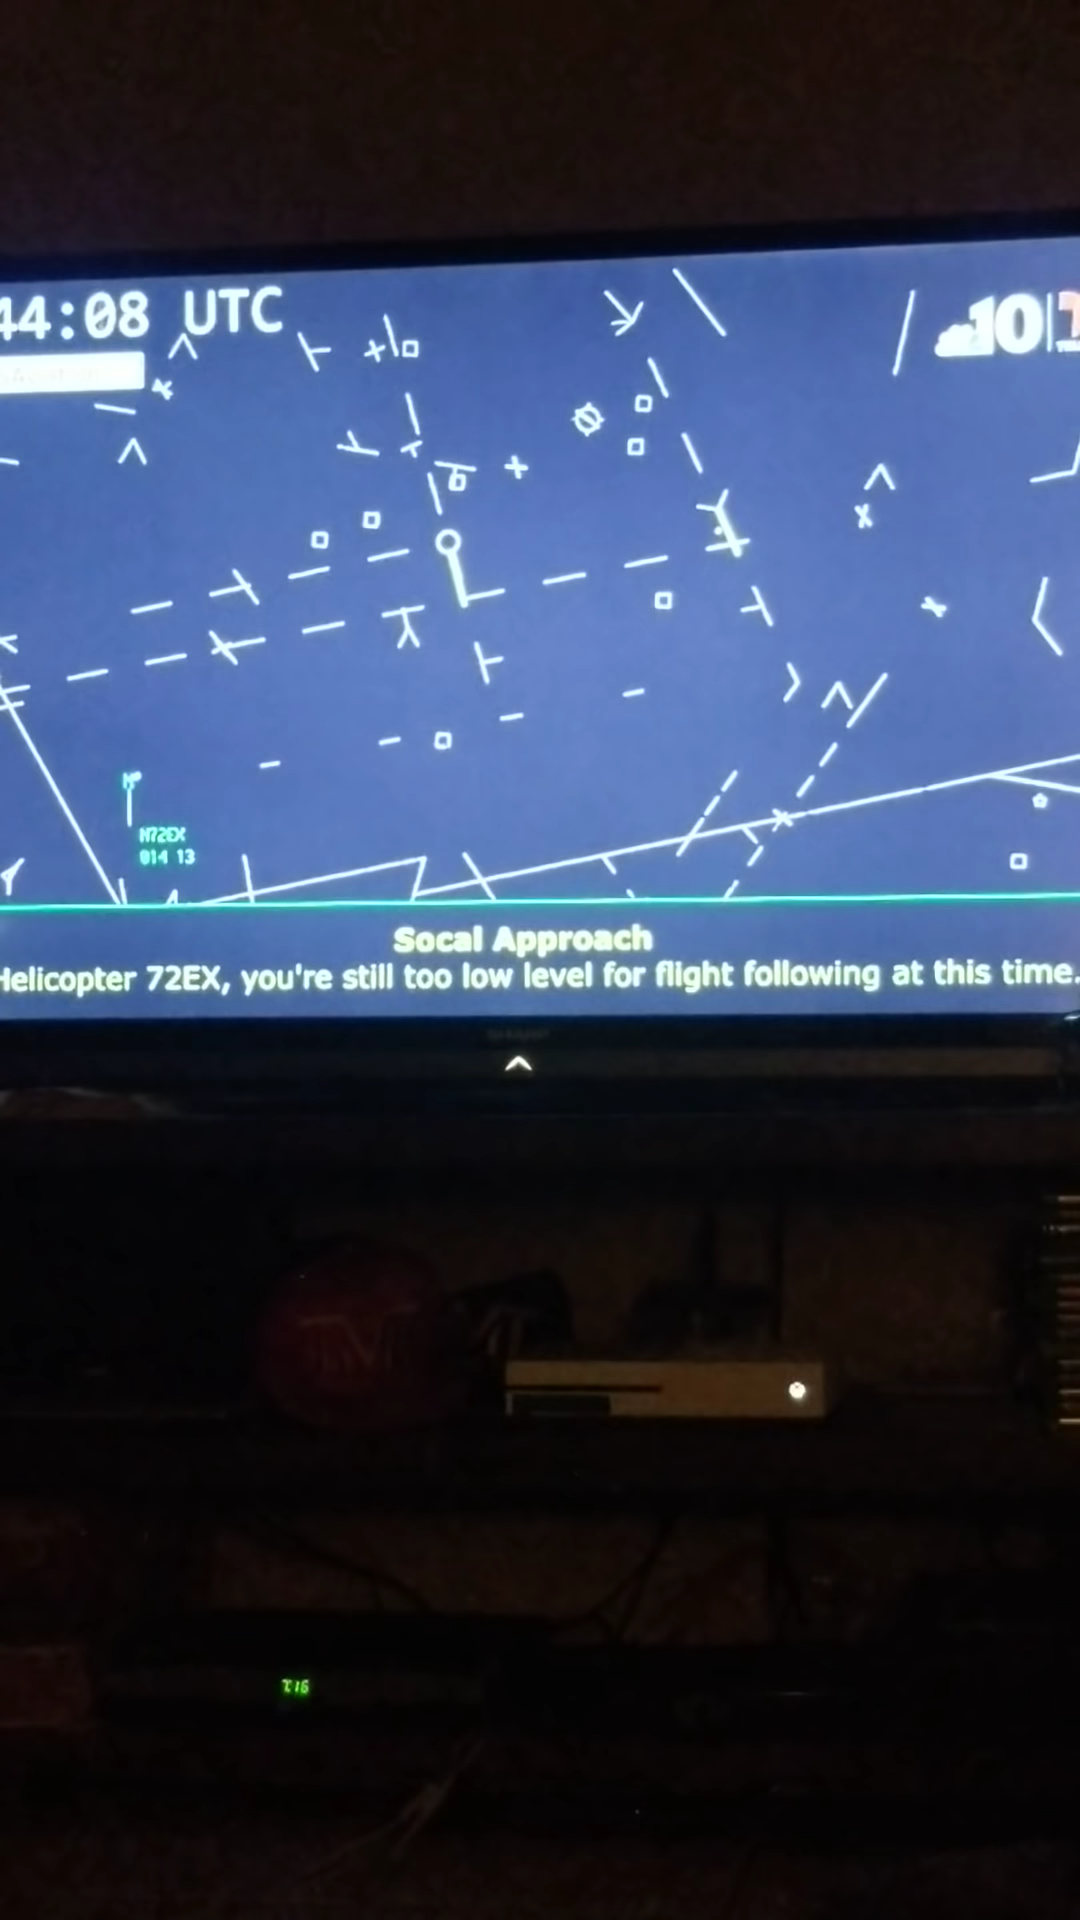 44:08 UTC
10
N72EX
014 13
Socal Approach
Helicopter 72EX, you're still too low level for flight following at this time.